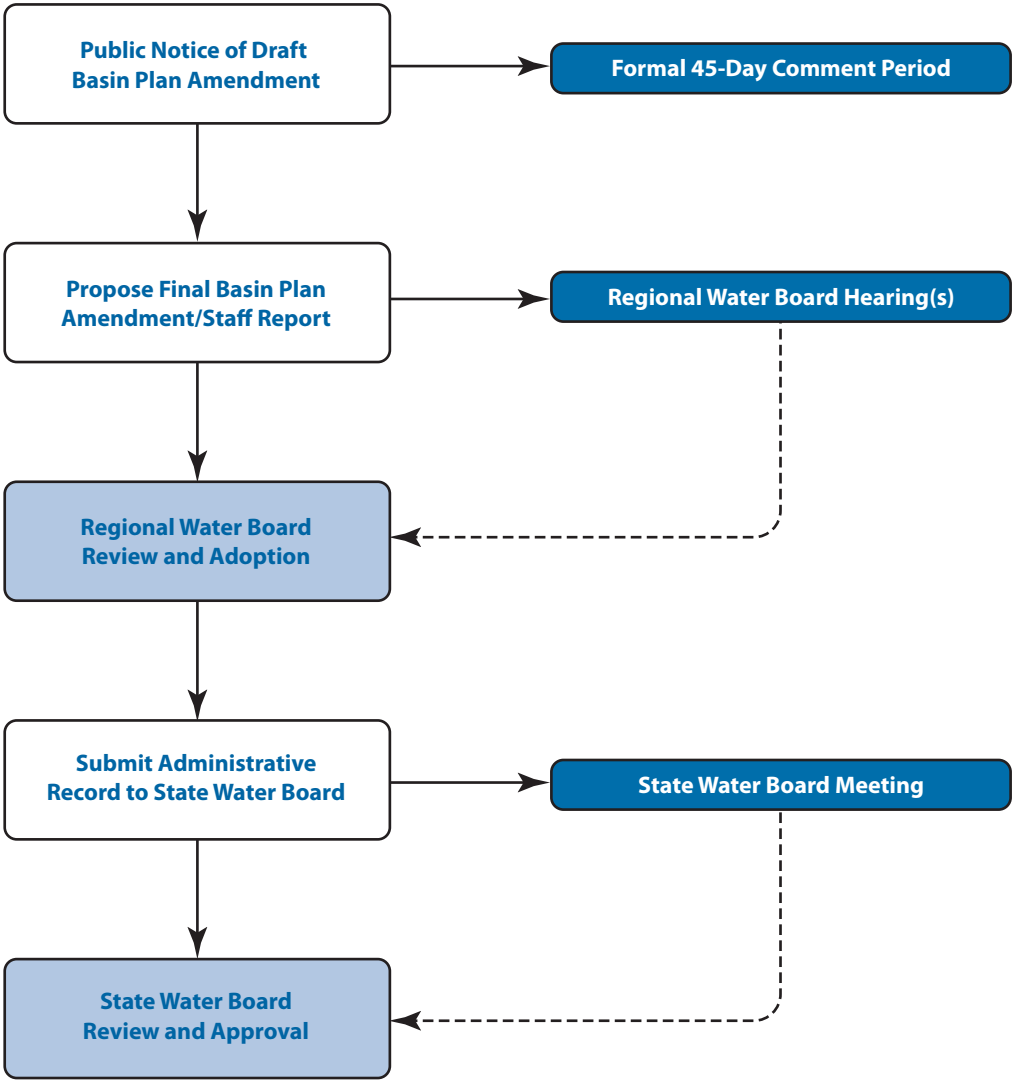 Public Notice of Draft
Basin Plan Amendment
Formal 45-Day Comment Period
Propose Final Basin Plan
Amendment/Staff Report
Regional Water Board Hearing(s)
Regional Water Board
Review and Adoption
Submit Administrative
Record to State Water Board
State Water Board Meeting
State Water Board
Review and Approval